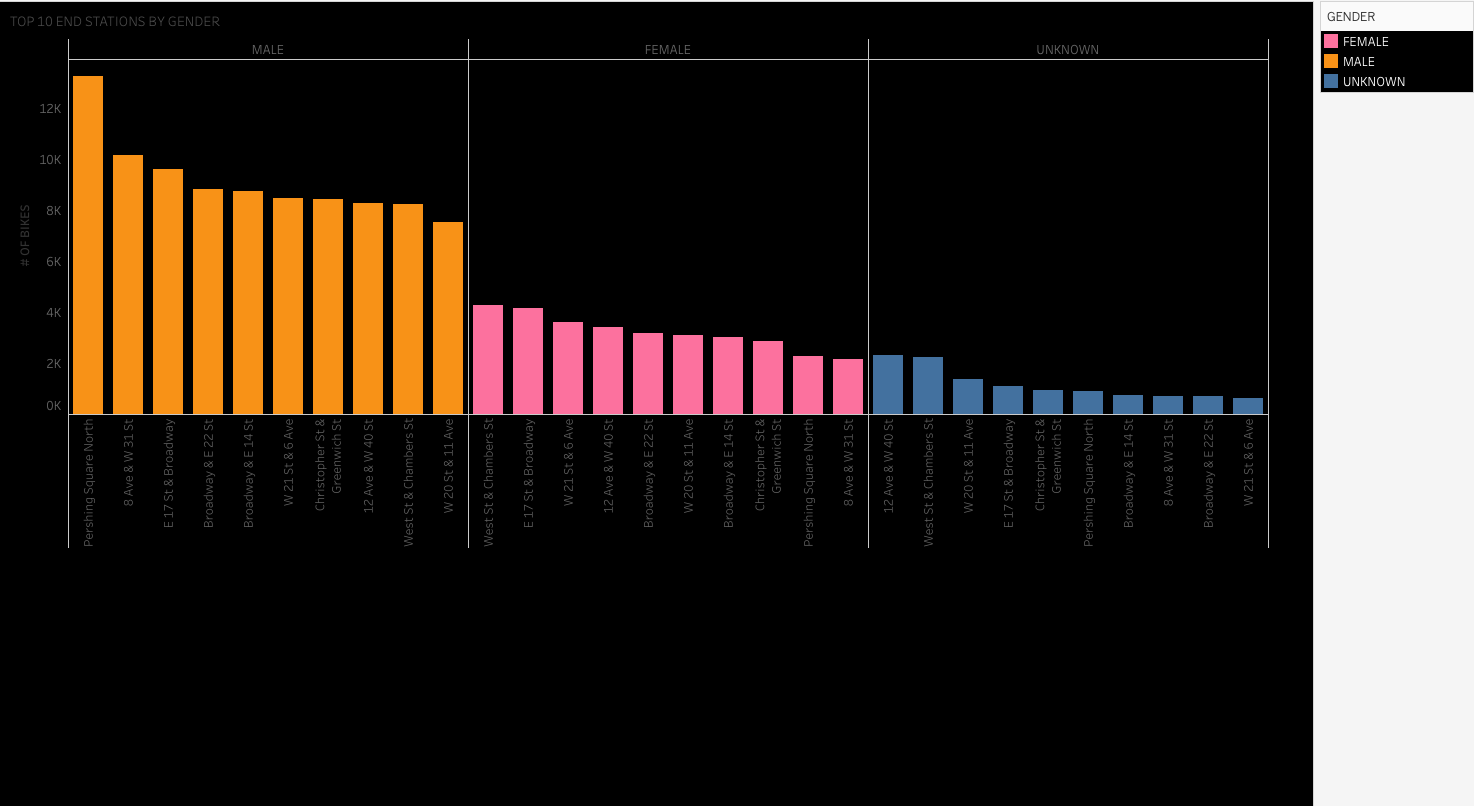 TOP 10 END STATIONS BY GENDER
MALE
FEMALE
UNKNOWN
# OF BIKES
12K
10K
8K
6K
4K
2K
0K
Pershing Square North
8 Ave & W 31 St
E 17 St & Broadway
Broadway & E 22 St
Broadway & E 14 St
W 21 St & 6 Ave
Christopher St &
Greenwich St
12 Ave & W 40 St
West St & Chambers St
W 20 St & 11 Ave
West St & Chambers St
E 17 St & Broadway
W 21 St & 6 Ave
12 Ave & W 40 St
Broadway & E 22 St
W 20 St & 11 Ave
Broadway & E 14 St
Christopher St &
Greenwich St
Pershing Square North
8 Ave & W 31 St
12 Ave & W 40 St
West St & Chambers St
W 20 St & 11 Ave
E 17 St & Broadway
Christopher St &
Greenwich St
Pershing Square North
Broadway & E 14 St
8 Ave & W 31 St
Broadway & E 22 St
W 21 St & 6 Ave
GENDER
FEMALE
MALE
UNKNOWN